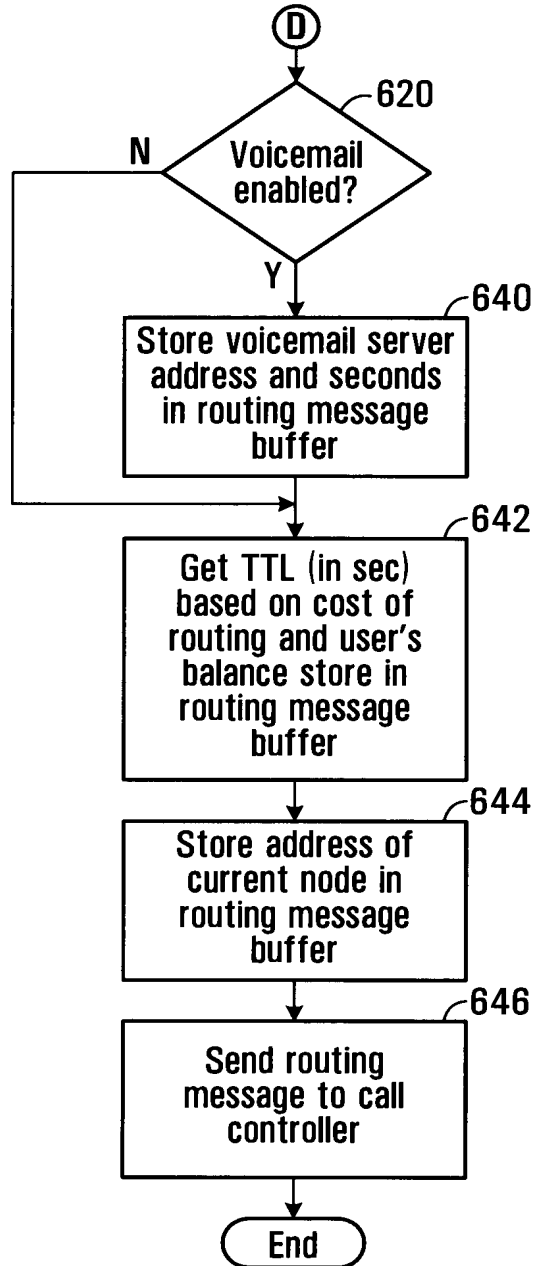 D
620
N
Voicemail
enabled?
Y
640
Store voicemail server
address and seconds
in routing message
buffer
642
Get TTL (in sec)
based on cost of
routing and user's
balance store in
routing message
buffer
644
Store address of
current node in
routing message
buffer
646
Send routing
message to call
controller
End